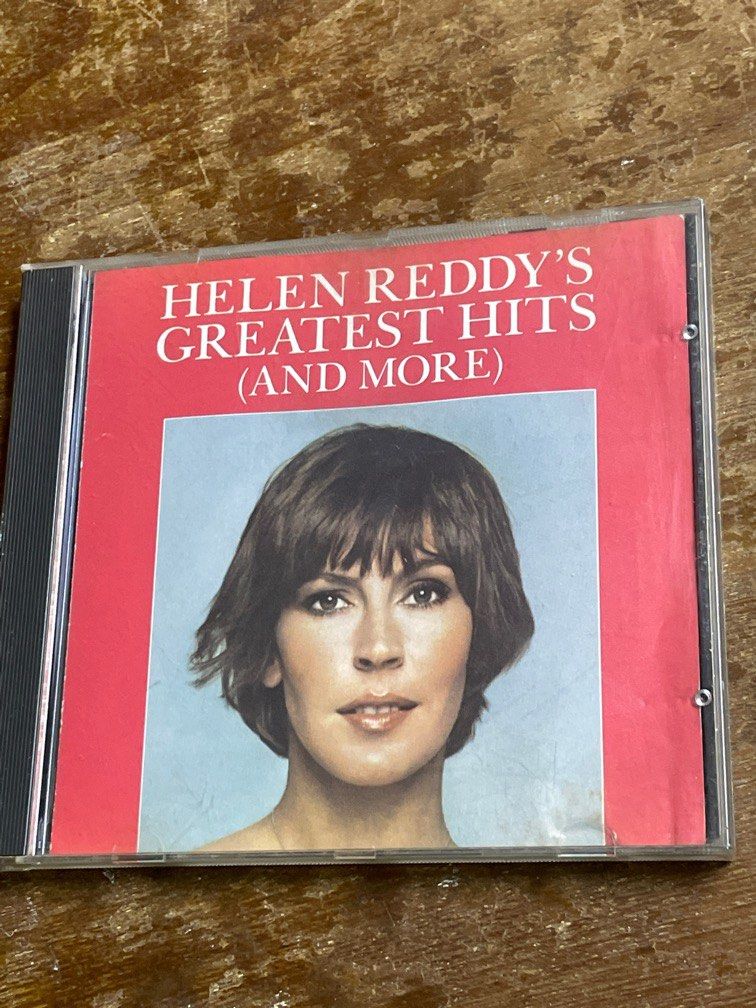 HELEN REDDY'S
GREATEST HITS
(AND MORE)